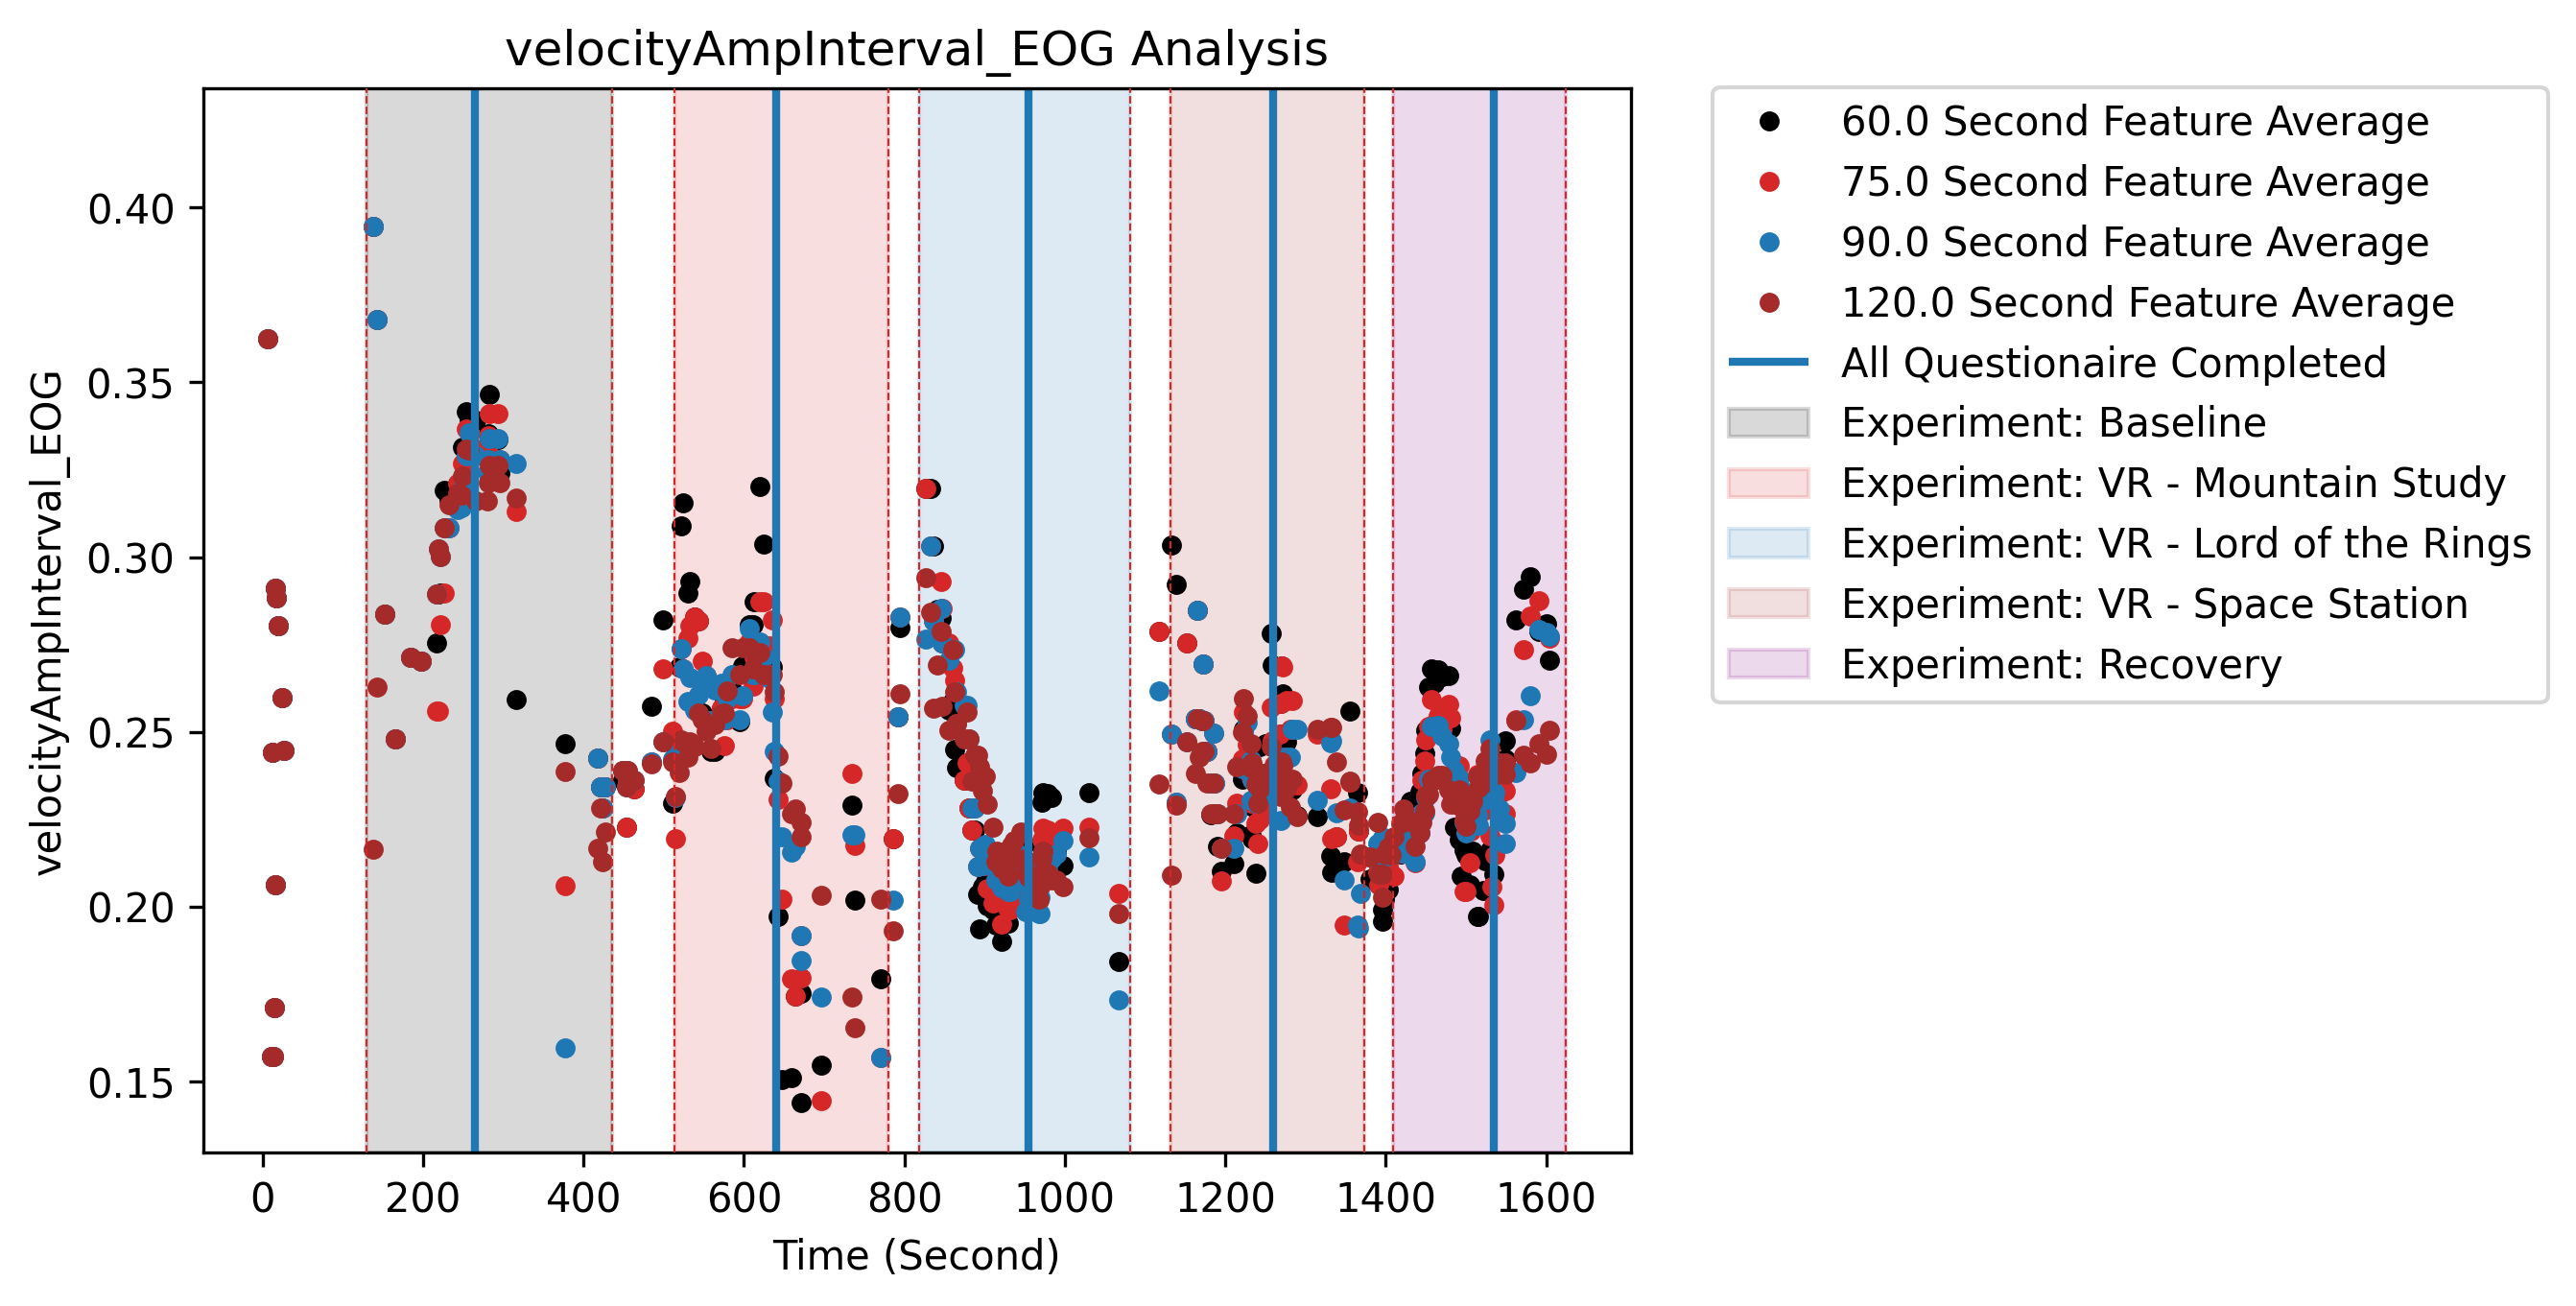 velocityAmpInterval_EOG Analysis
velocityAmpInterval_EOG
0.40
0.35
0.30
0.25
0.20
0.15
0 200 400 600 800 1000 1200 1400 1600
Time (Second)
60.0 Second Feature Average
75.0 Second Feature Average
90.0 Second Feature Average
120.0 Second Feature Average
All Questionaire Completed
Experiment: Baseline
Experiment: VR - Mountain Study
Experiment: VR - Lord of the Rings
Experiment: VR - Space Station
Experiment: Recovery